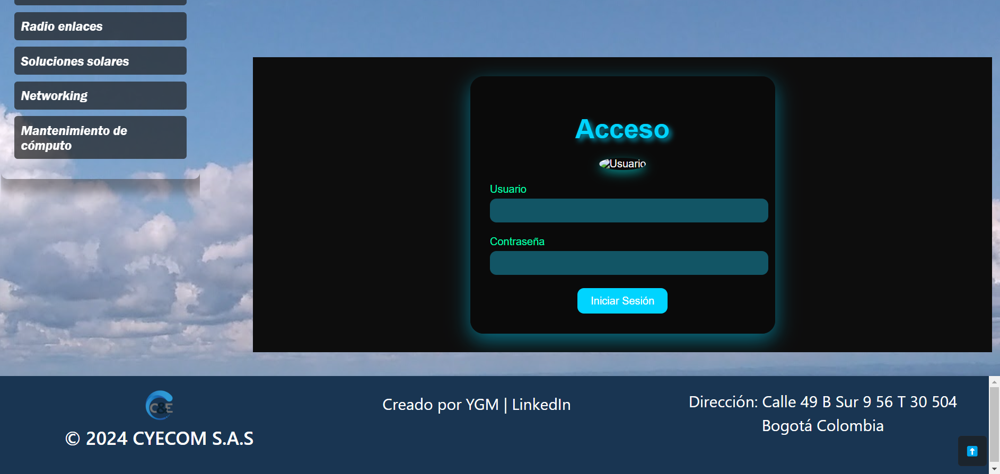 Radio enlaces
Soluciones solares
Networking
Mantenimiento de
cómputo
Acceso
Usuario
Usuario
Contraseña
Iniciar Sesión
C&E
© 2024 CYECOM S.A.S
Creado por YGM | LinkedIn
Dirección: Calle 49 B Sur 9 56 T 30 504
Bogotá Colombia